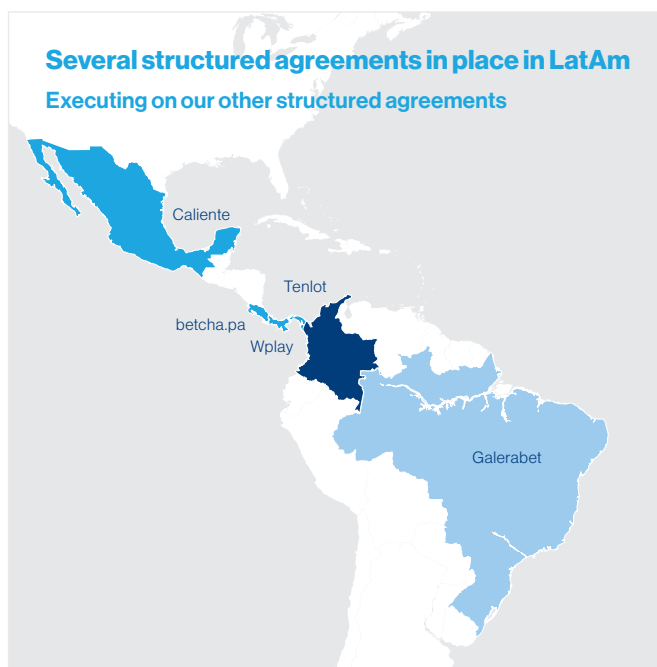 Several structured agreements in place in LatAm
Executing on our other structured agreements
Caliente
Tenlot
betcha.pa
Wplay
Galerabet